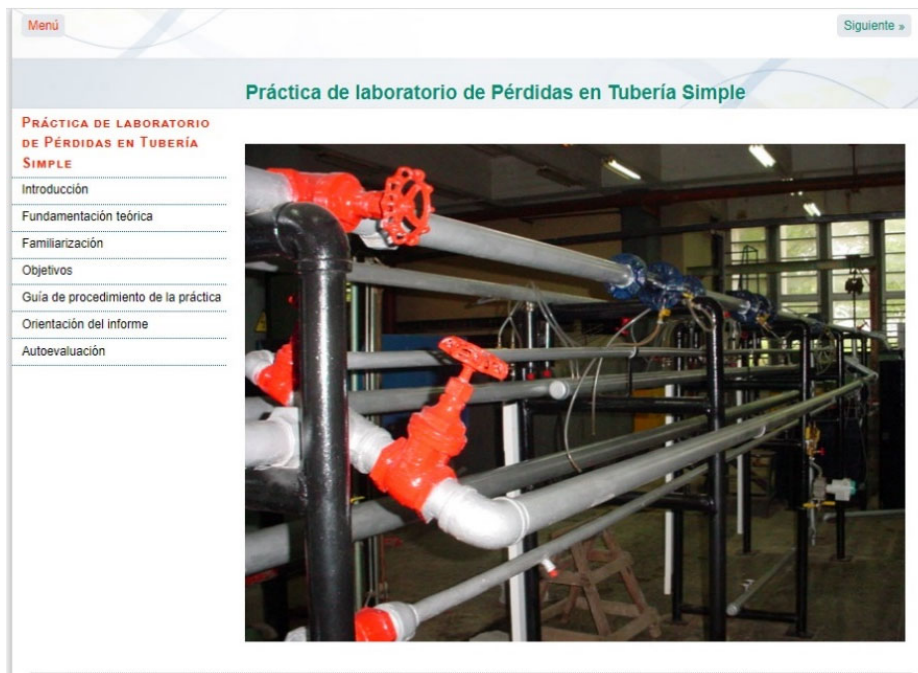 Menú
Siguiente »
Práctica de laboratorio de Pérdidas en Tubería Simple
PRÁCTICA DE LABORATORIO
DE PÉRDIDAS EN TUBERÍA
SIMPLE
Introducción
Fundamentación teórica
Familiarización
Objetivos
Guía de procedimiento de la práctica
Orientación del informe
Autoevaluación